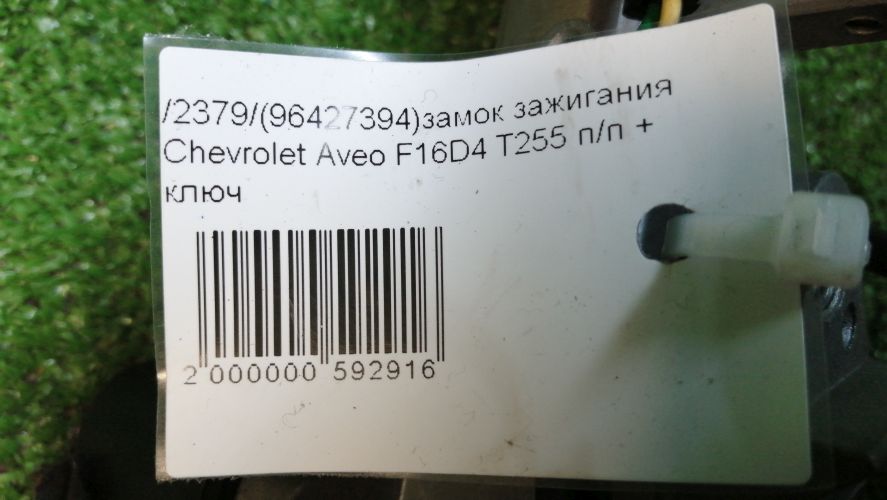 /2379/(96427394)замок зажигания
Chevrolet Aveo F16D4 T255 п/п +
ключ
2 000000 592916